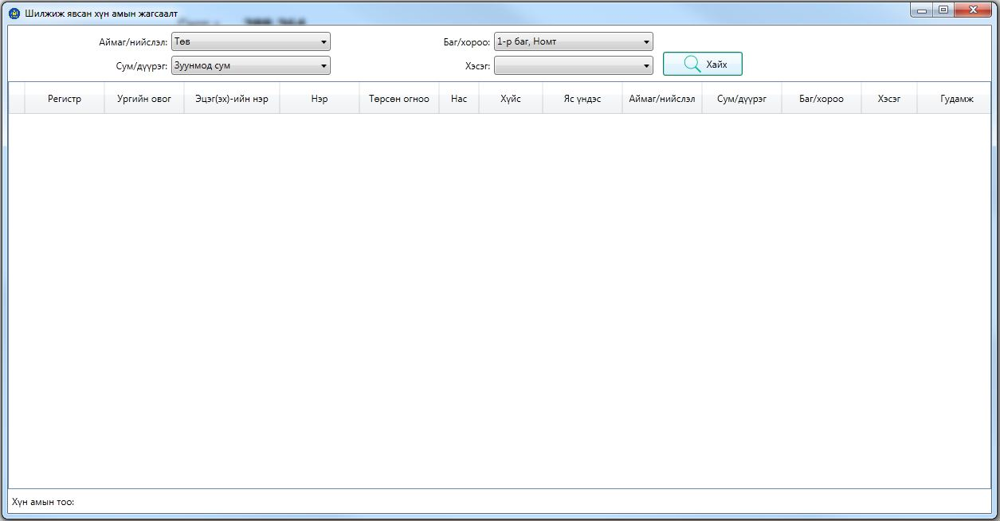 Шилжиж явсан хүн амын жагсаалт
Аймаг/нийслэл: Төв Баг/хороо: 1-р баг, Номт
Сум/дүүрэг: Зуунмод сум Хэсэг: Хайх
Регистр Ургийн овог Эцэг(эх)-ийн нэр Нэр Төрсөн огноо Нас Хүйс Яс үндэс Аймаг/нийслэл Сум/дүүрэг Баг/хороо Хэсэг Гудамж
Хүн амын тоо: